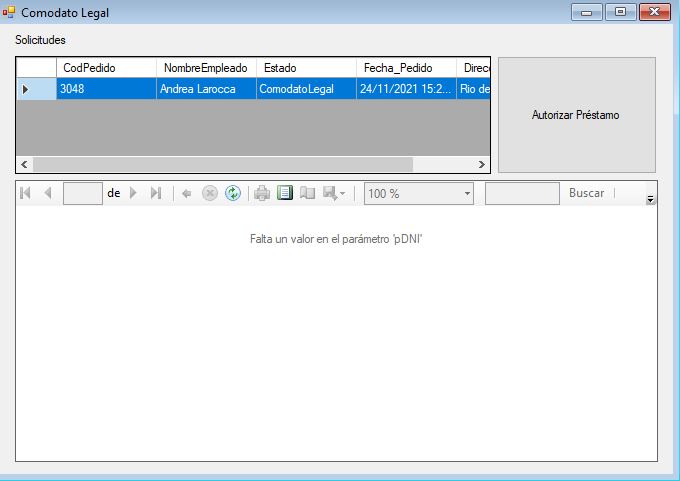 Comodato Legal
Solicitudes
CodPedido NombreEmpleado Estado Fecha_Pedido Direcc
3048 Andrea Larocca ComodatoLegal 24/11/2021 15:2... Rio de
Autorizar Préstamo
de 100 % Buscar
Falta un valor en el parámetro 'pDNI'